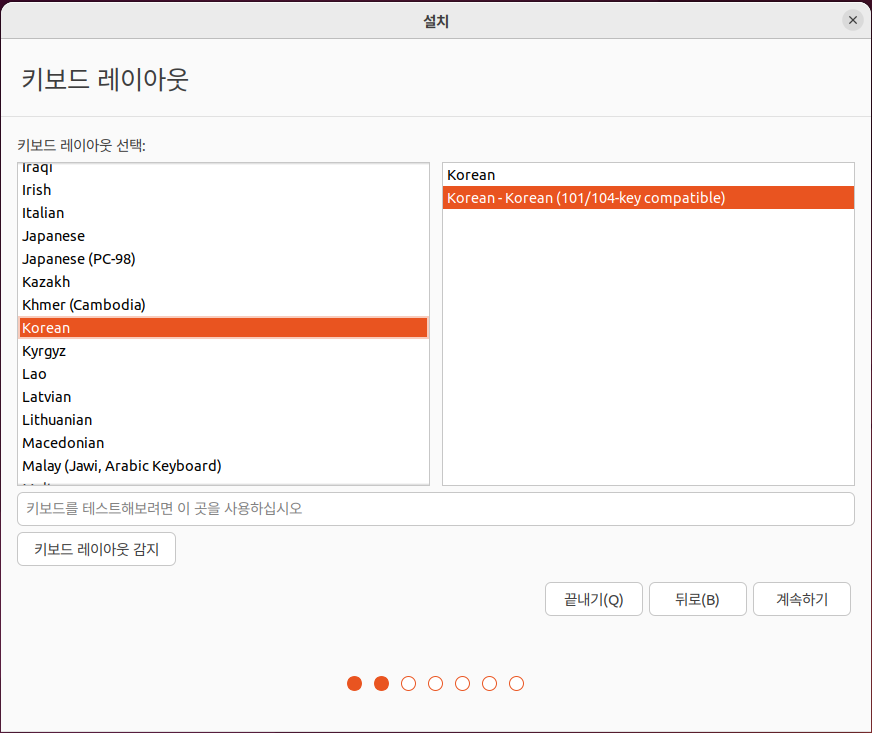 설치
키보드 레이아웃
키보드 레이아웃 선택:
Iraqi
Irish
Italian
Japanese
Japanese (PC-98)
Kazakh
Khmer (Cambodia)
Korean
Kyrgyz
Lao
Latvian
Lithuanian
Macedonian
Malay (Jawi, Arabic Keyboard)
Korean
Korean - Korean (101/104-key compatible)
키보드를 테스트해보려면 이 곳을 사용하십시오
키보드 레이아웃 감지
끝내기(Q) 뒤로(B) 계속하기